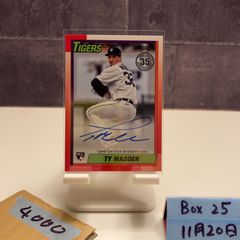 TIGERS
35
TOPPS CERTIFIED AUTOGRAPH ISSUE
TY MADDEN
RC
4000
Box 25
11月20日